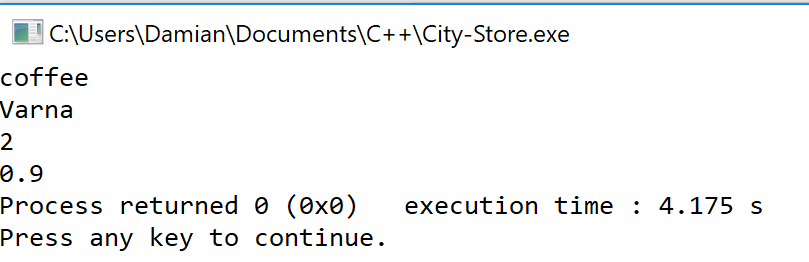 C:\Users\Damian\Documents\C++\City-Store.exe
coffee
Varna
2
0.9
Process returned 0 (0x0)   execution time : 4.175 s
Press any key to continue.